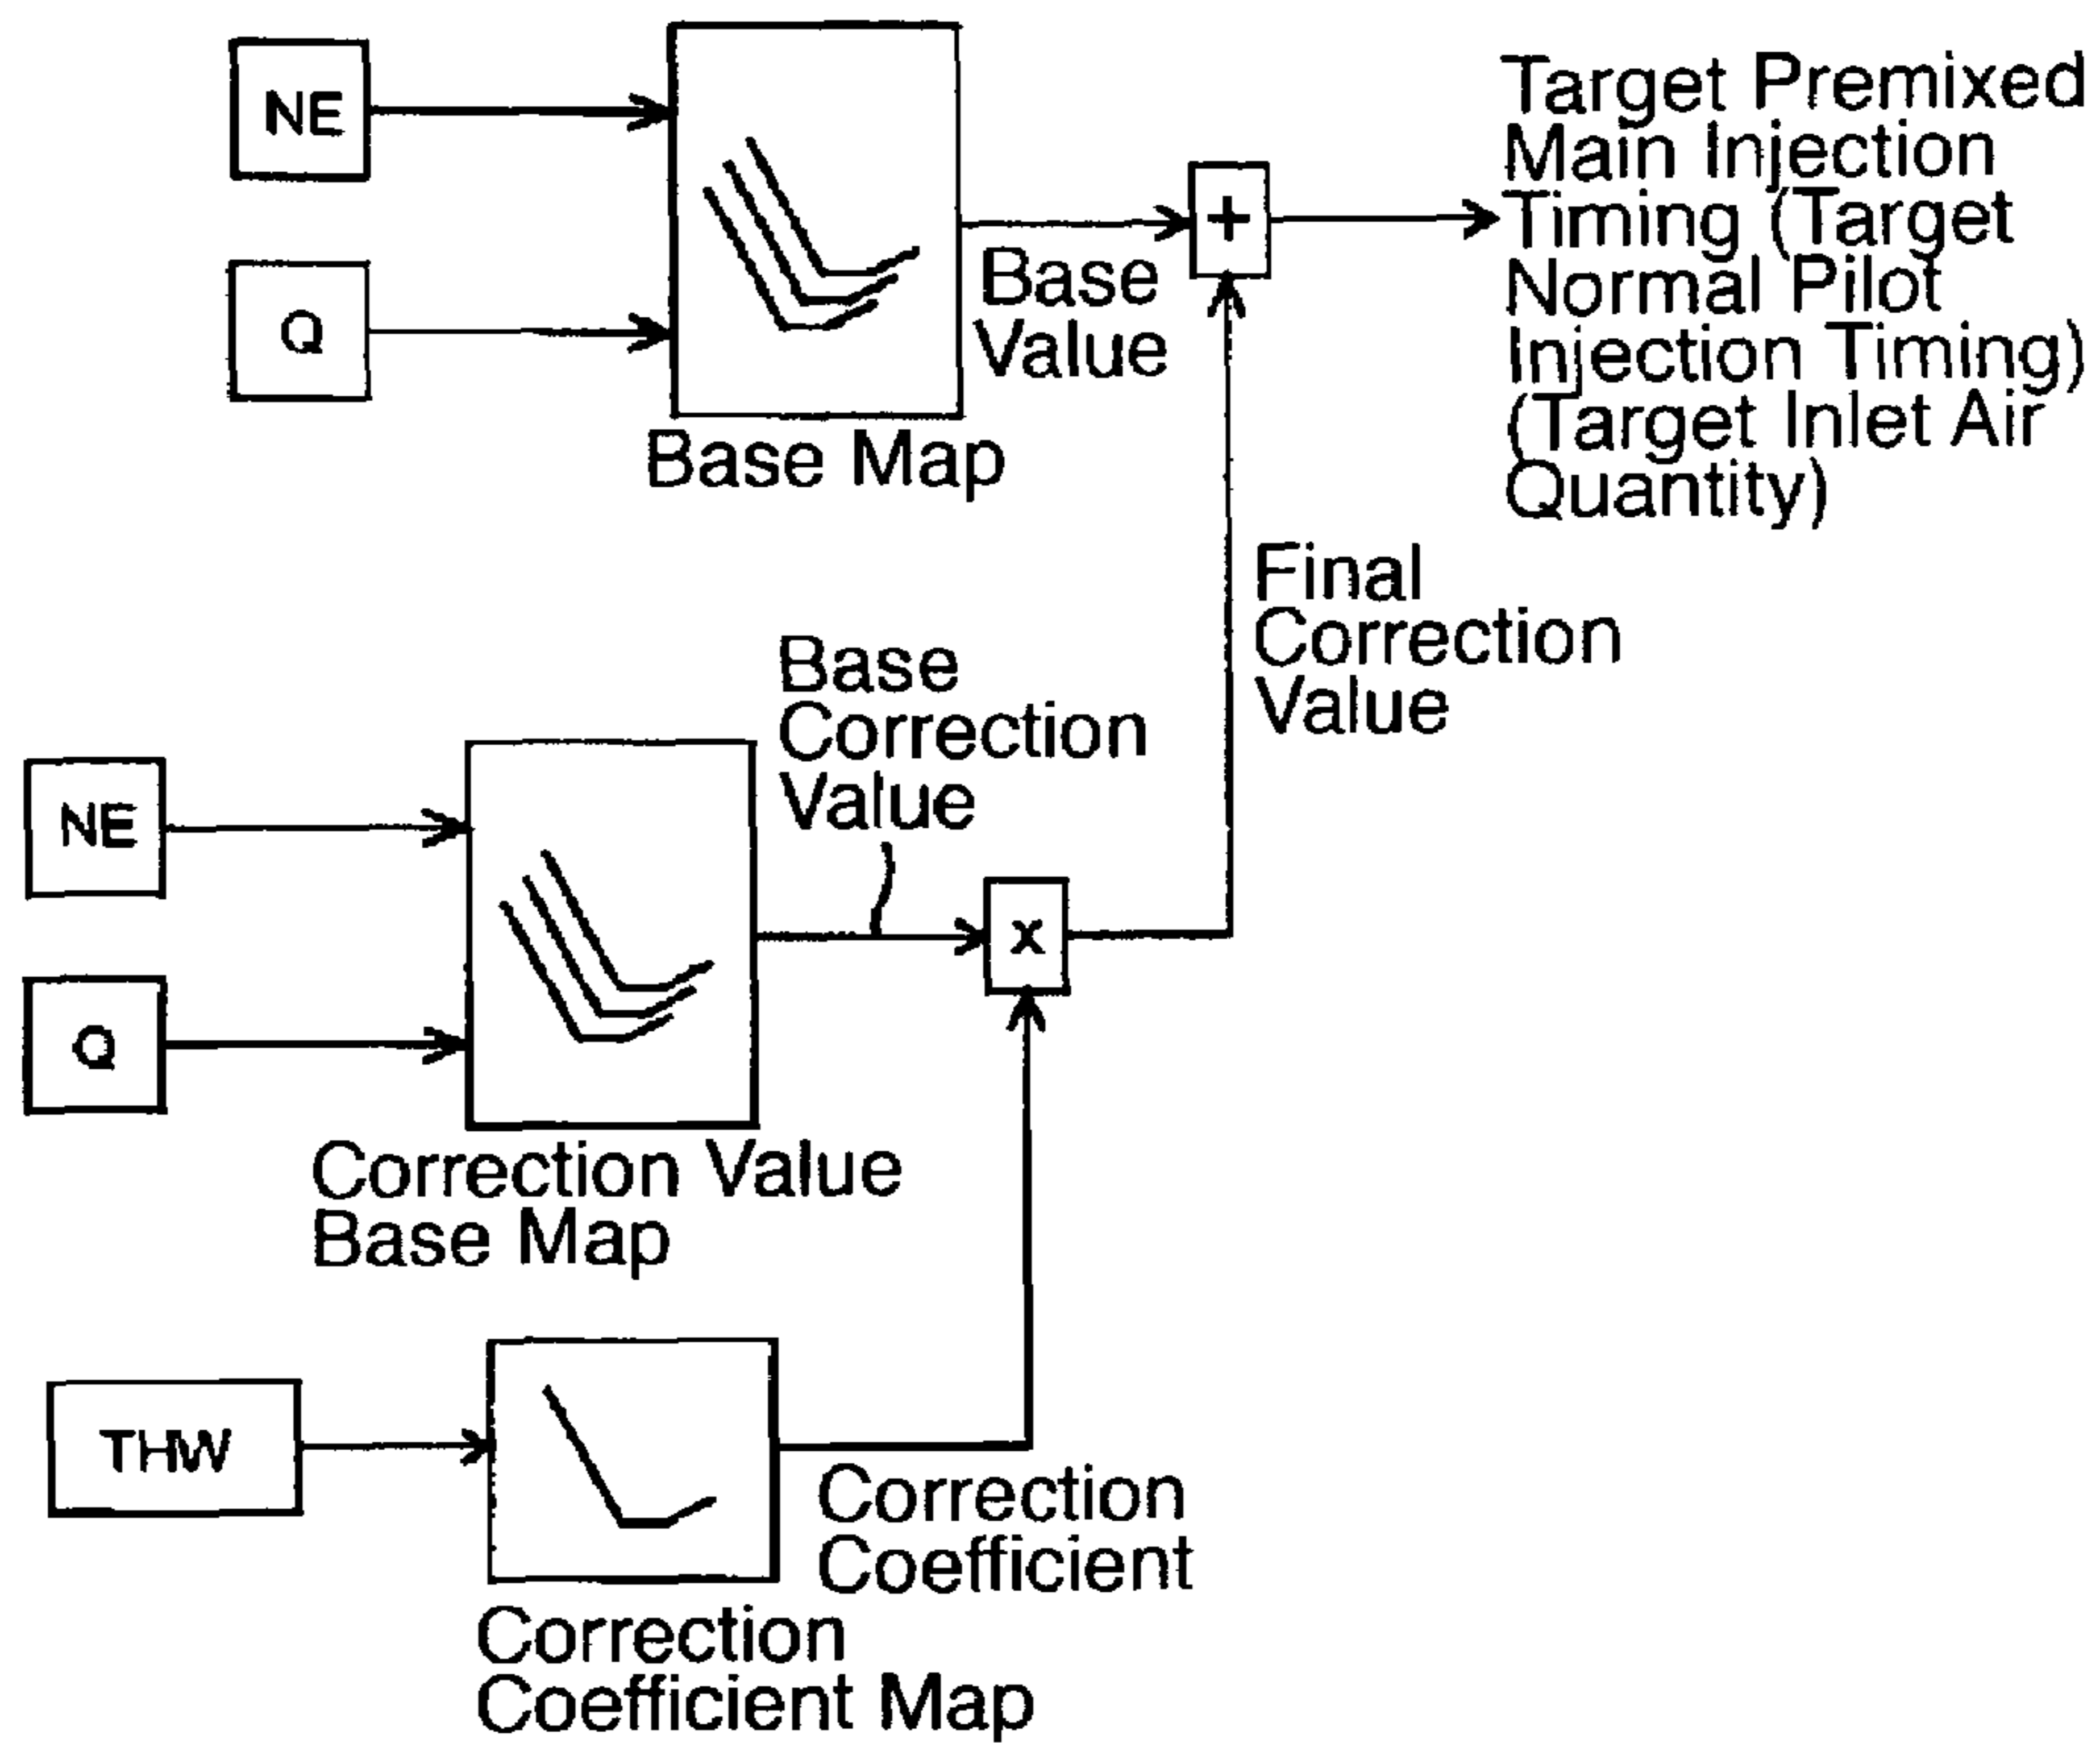 NE
Q
Base Map
Base
Value
+
Target Premixed
Main Injection
Timing (Target
Normal Pilot
Injection Timing)
(Target Inlet Air
Quantity)
Final
Correction
Value
NE
Q
Correction Value
Base Map
Base
Correction
Value
x
THW
Correction
Coefficient
Correction
Coefficient Map